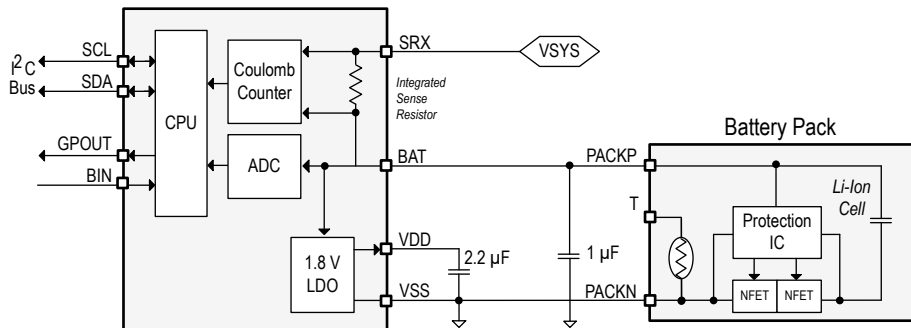 SCL
I²C
Bus
SDA
GPOUT
BIN
CPU
Coulomb
Counter
ADC
1.8 V
LDO
SRX
VSYS
Integrated
Sense
Resistor
BAT
VDD
VSS
2.2 µF
1 µF
PACKP
T
PACKN
Battery Pack
Protection
IC
Li-Ion
Cell
NFET
NFET